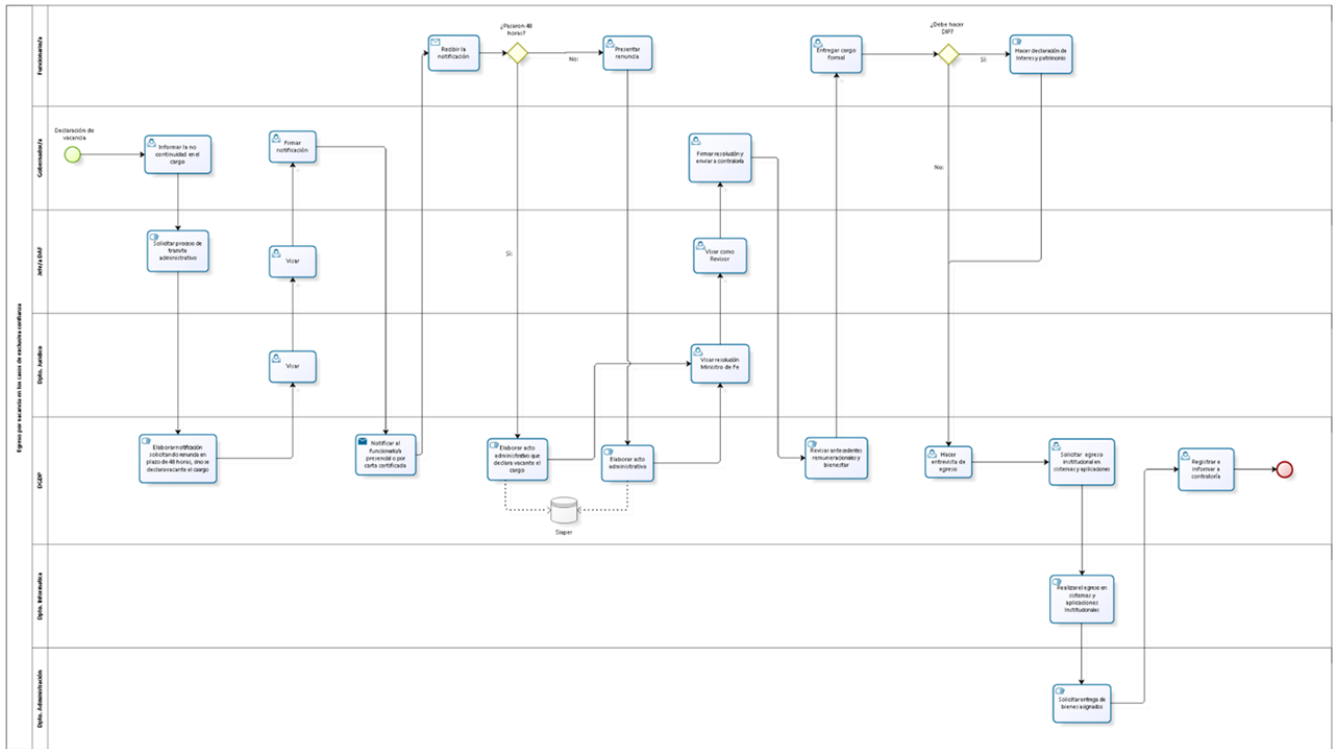 Egreso por vacancia en los casos de exclusiva confianza
Funcionario/a
Gobernador/a
Jefe/a DAF
Dpto. Jurídico
DGDP
Dpto. Informatica
Dpto. Administración
Declaración de
vacancia
Informar la no
continuidad en el
cargo
Solicitar proceso de
tramite
administrativo
Elaborar notificación
solicitando renuncia en
plazo de 48 horas, sino se
declara vacante el cargo
Visar
Visar
Firmar
notificación
Notificar al
funcionario/a
presencial o por
carta certificada
Recibir la
notificación
¿Pasaron 48
horas?
No:
Si:
Presentar
renuncia
Elaborar acto
administrativo que
declara vacante el
cargo
Elaborar acto
administrativo
Siaper
Visar resolución
Ministro de Fe
Visar como
Revisor
Firmar resolución y
enviar a contraloría
Revisar antecedentes
remuneracionales y
bienestar
Entregar cargo
formal
¿Debe hacer
DIP?
Si:
No:
Hacer declaración de
interes y patrimonio
Hacer
entrevista de
egreso
Solicitar egreso
institucional en
sistemas y aplicaciones
Realizar el egreso en
sistemas y
aplicaciones
institucionales
Solicitar entrega de
bienes asignados
Registrar e
informar a
contraloría